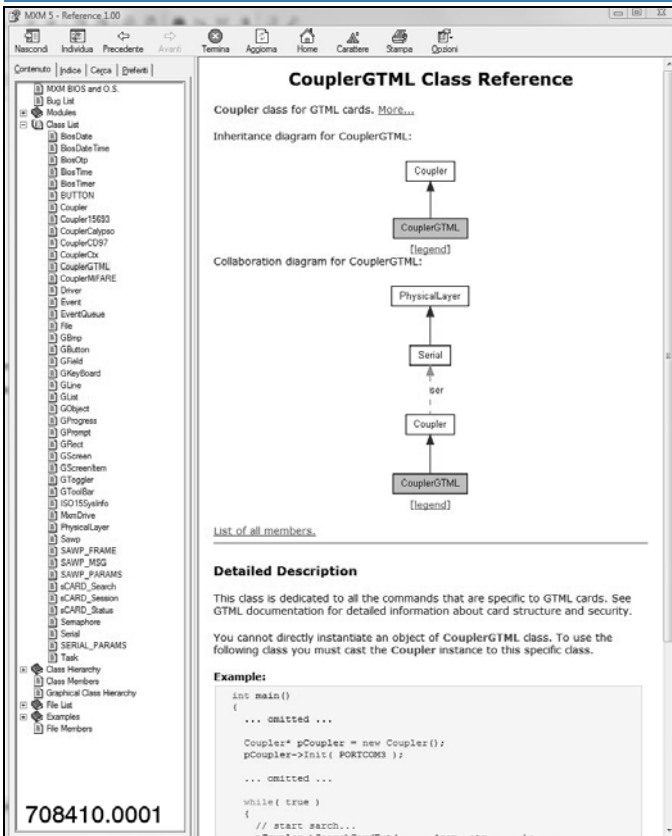 MXM 5 - Reference 1.00
Nascondi Individua Precedente Avanti Termina Aggiorna Home Carattere Stampa Opzioni
Contenuto Indice Cerca Preferiti
MXM BIOS and O.S.
Bug List
Modules
Class List
BiosDate
BiosDateTime
BiosOtp
BiosTime
BiosTimer
BUTTON
Coupler
Coupler15693
CouplerCalypso
CouplerCD97
CouplerCtx
CouplerGTML
CouplerMiFARE
Driver
Event
EventQueue
File
GBmp
GButton
GField
GKeyBoard
GLine
GList
GObject
GProgress
GPrompt
GRect
GScreen
GScreenItem
GToggler
GToolBar
ISO15SysInfo
MxmDrive
PhysicalLayer
Sawp
SAWP_FRAME
SAWP_MSG
SAWP_PARAMS
sCARD_Search
sCARD_Session
sCARD_Status
Semaphore
Serial
SERIAL_PARAMS
Task
Class Hierarchy
Class Members
Graphical Class Hierarchy
File List
Examples
File Members
708410.0001
CouplerGTML Class Reference
Coupler class for GTML cards. More...
Inheritance diagram for CouplerGTML:
Coupler
CouplerGTML
[legend]
Collaboration diagram for CouplerGTML:
PhysicalLayer
Serial
ser
Coupler
CouplerGTML
[legend]
List of all members.
Detailed Description
This class is dedicated to all the commands that are specific to GTML cards. See
GTML documentation for detailed information about card structure and security.
You cannot directly instantiate an object of CouplerGTML class. To use the
following class you must cast the Coupler instance to this specific class.
Example:
int main()
{
... omitted ...
Coupler* pCoupler = new Coupler();
pCoupler->Init( PORTCOM3 );
... omitted ...
while( true )
{
// start sarch...